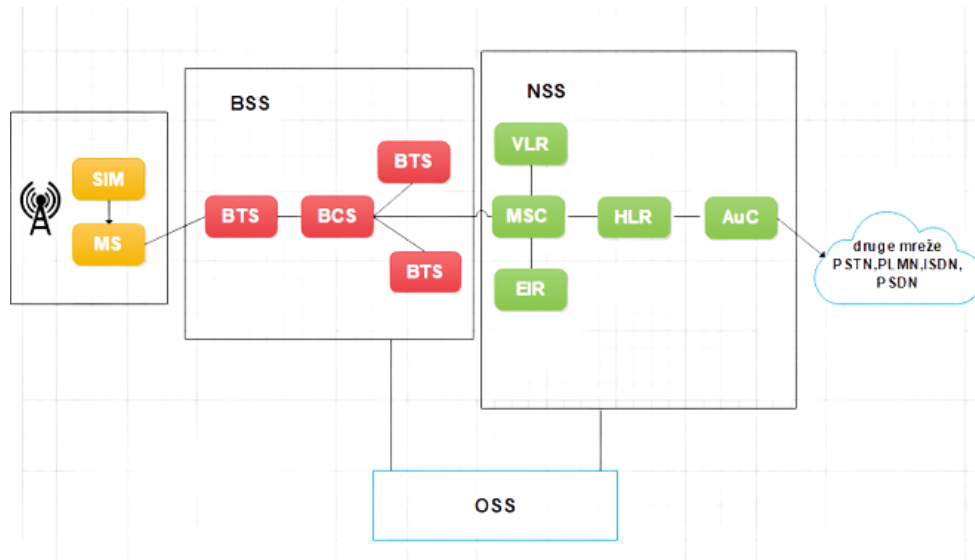 BSS
NSS
SIM
MS
BTS
BCS
BTS
BTS
VLR
MSC
HLR
AuC
EIR
druge mreže
PSTN,PLMN,ISDN,
PSDN
OSS